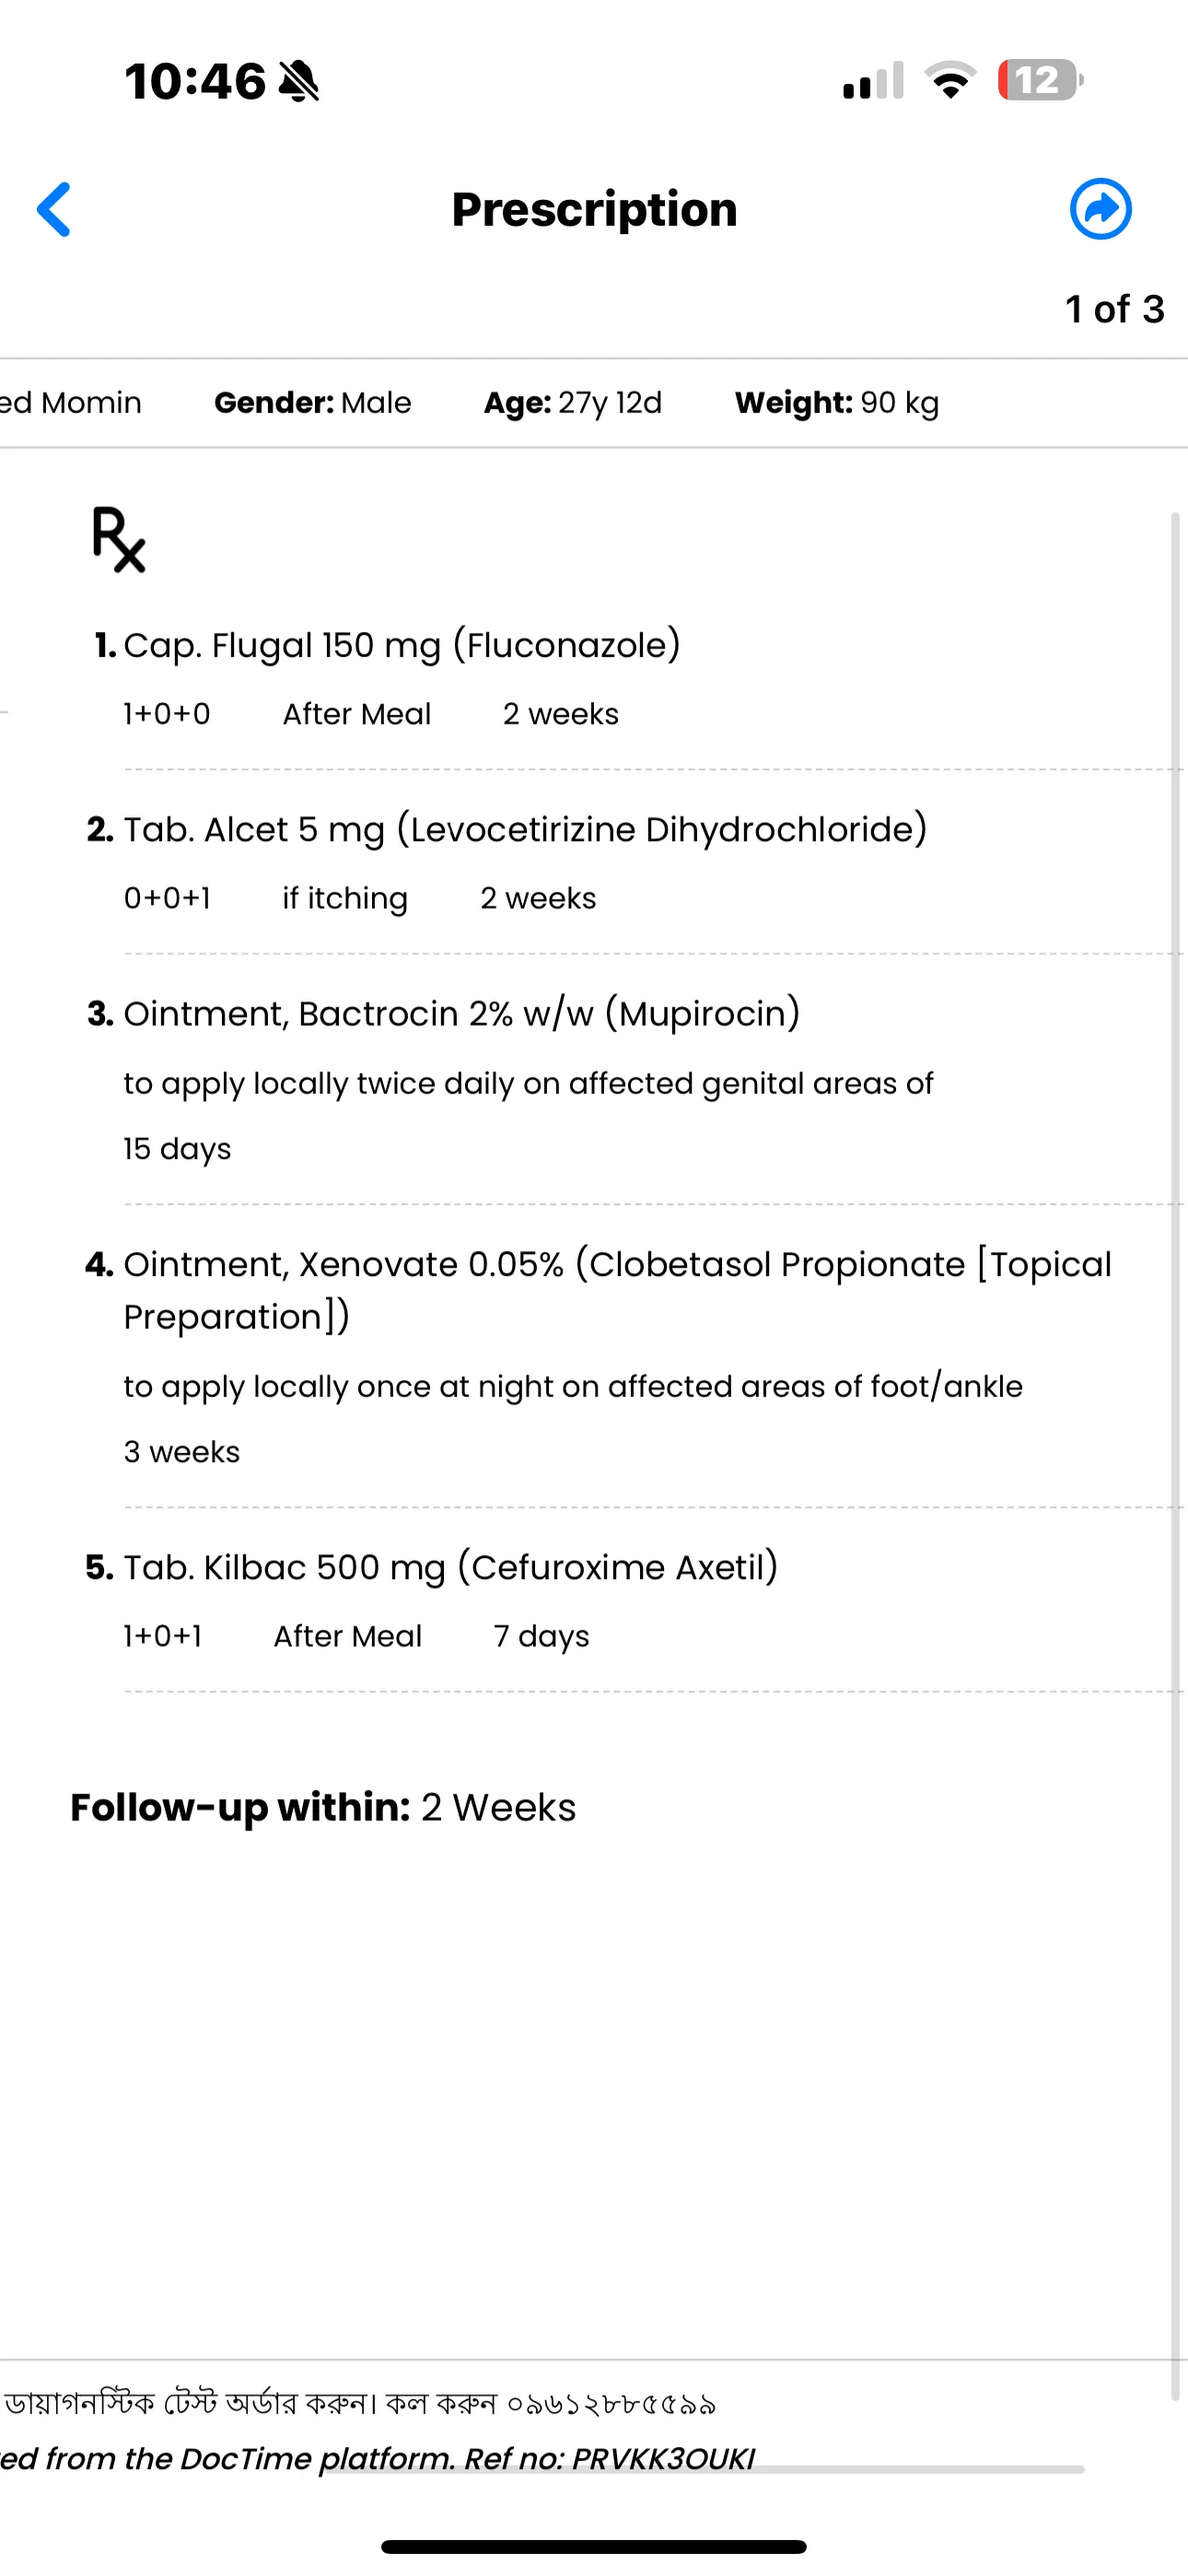 10:46
12
Prescription
1 of 3
ed Momin Gender: Male Age: 27y 12d Weight: 90 kg
Rx
1. Cap. Flugal 150 mg (Fluconazole)
1+0+0 After Meal 2 weeks
2. Tab. Alcet 5 mg (Levocetirizine Dihydrochloride)
0+0+1 if itching 2 weeks
3. Ointment, Bactrocin 2% w/w (Mupirocin)
to apply locally twice daily on affected genital areas of
15 days
4. Ointment, Xenovate 0.05% (Clobetasol Propionate [Topical
Preparation])
to apply locally once at night on affected areas of foot/ankle
3 weeks
5. Tab. Kilbac 500 mg (Cefuroxime Axetil)
1+0+1 After Meal 7 days
Follow-up within: 2 Weeks
ডায়াগনস্টিক টেস্ট অর্ডার করুন। কল করুন ০৯৬১২৮৮৫৫৯৯
ed from the DocTime platform. Ref no: PRVKK3OUKI